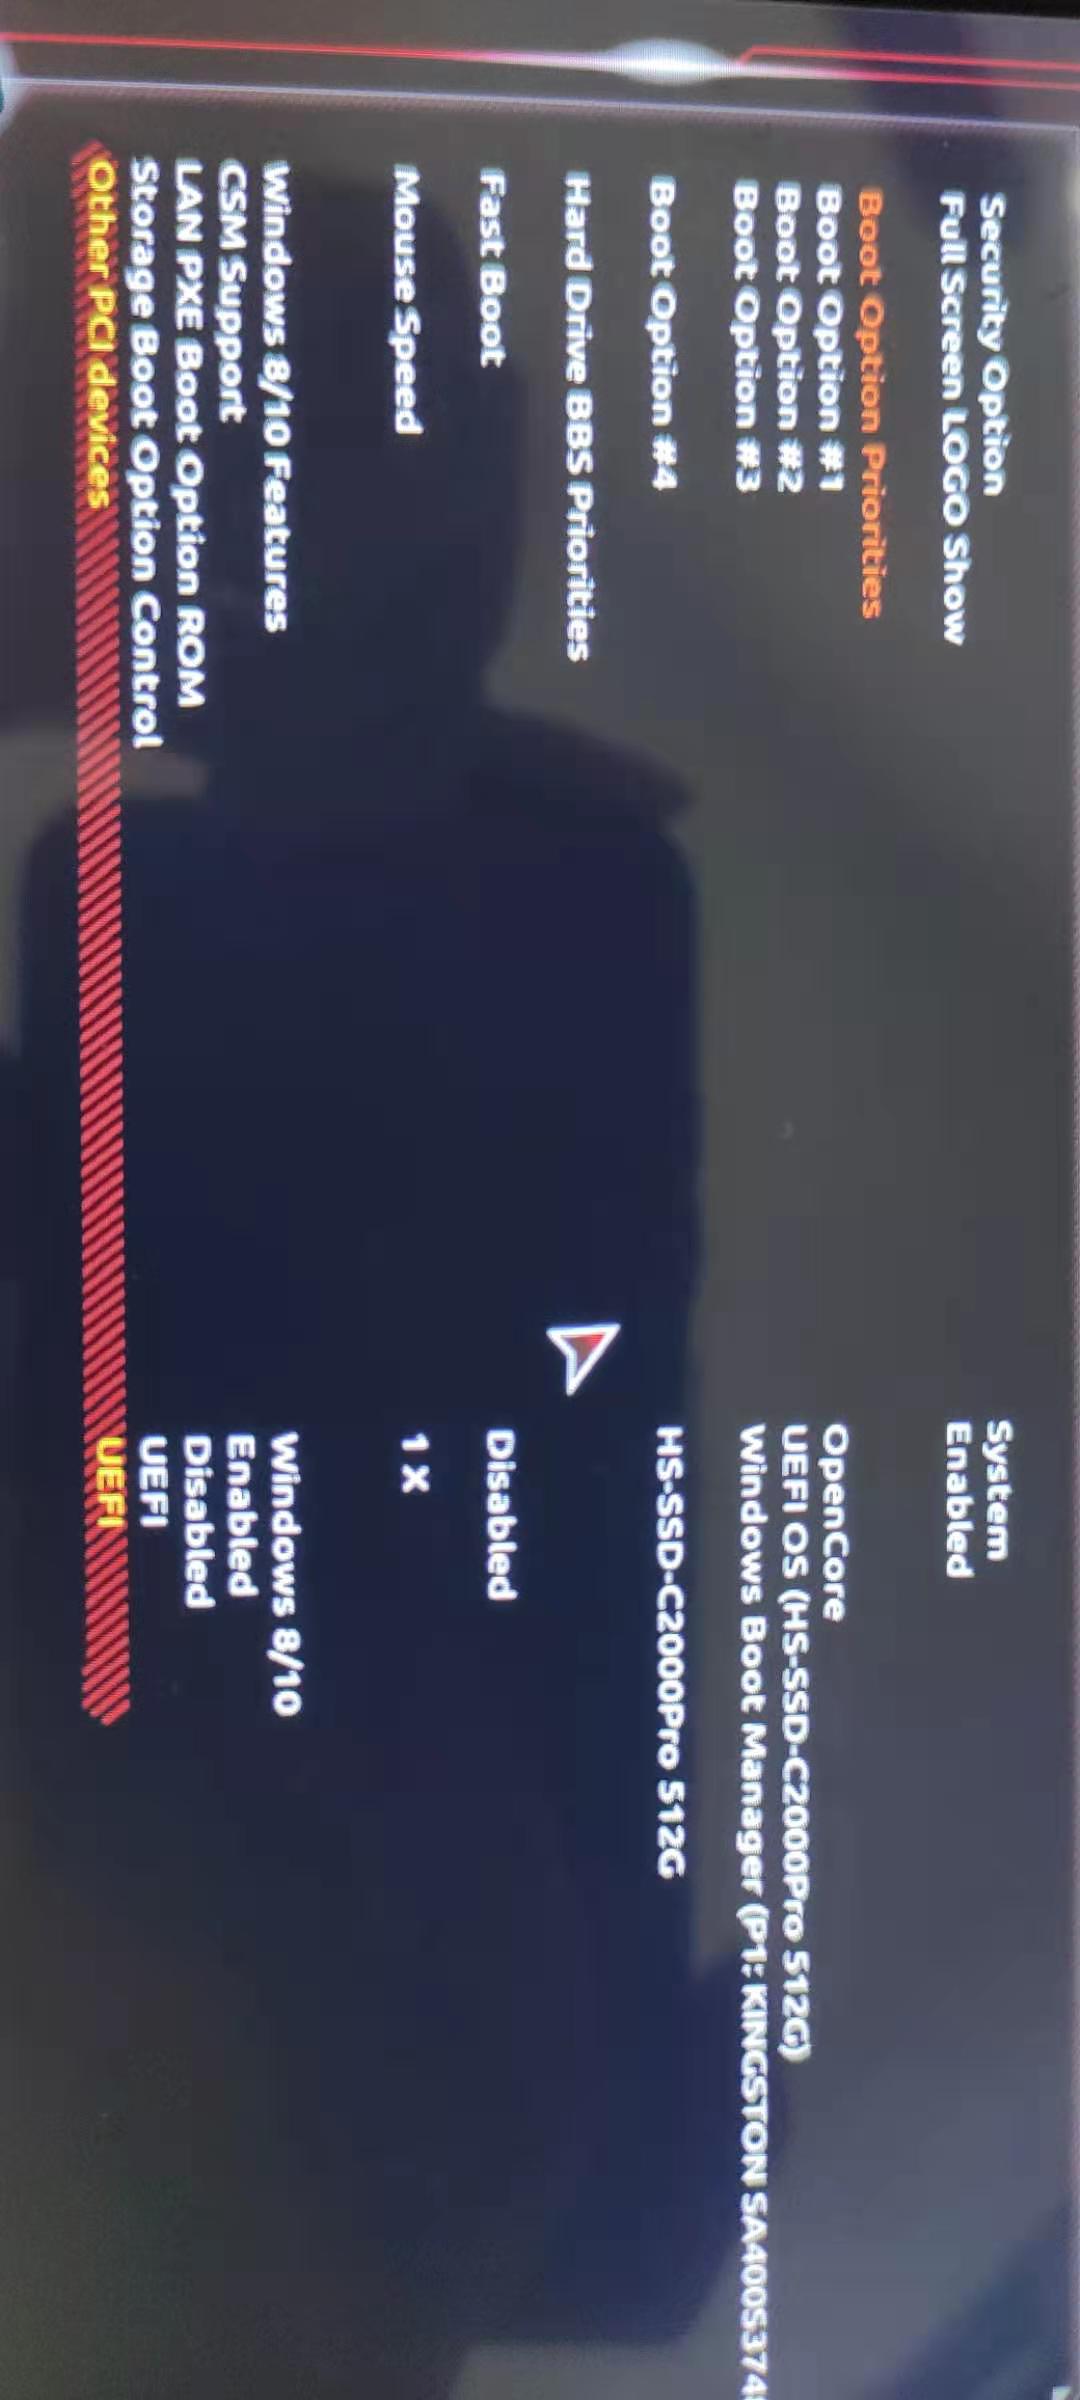 Security Option System
Full Screen LOGO Show Enabled
Boot Option Priorities
Boot Option #1 OpenCore
Boot Option #2 UEFI OS (HS-SSD-C2000Pro 512G)
Boot Option #3 Windows Boot Manager (P1: KINGSTON SA400S374
Boot Option #4 HS-SSD-C2000Pro 512G
Hard Drive BBS Priorities
Fast Boot Disabled
Mouse Speed 1 X
Windows 8/10 Features Windows 8/10
CSM Support Enabled
LAN PXE Boot Option ROM Disabled
Storage Boot Option Control UEFI
Other PCI devices UEFI